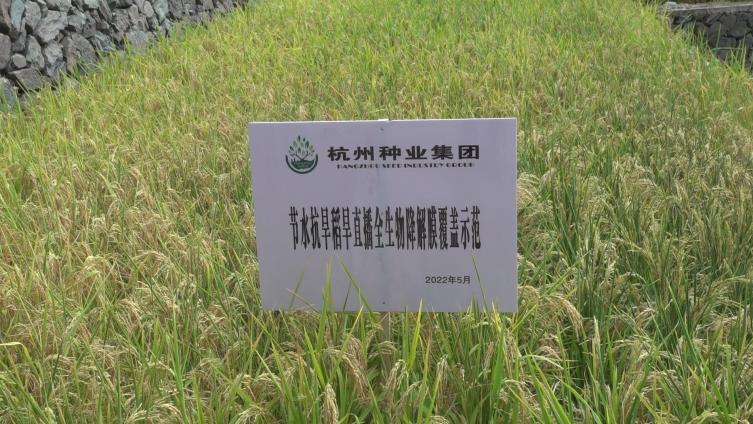 杭州种业集团
HANGZHOU SEED INDUSTRY GROUP
节水抗旱稻旱直播全生物降解膜覆盖示范
2022年5月